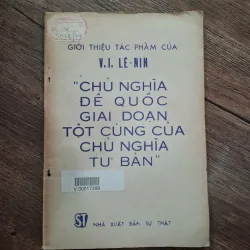 GIỚI THIỆU TÁC PHẨM CỦA
V.I. LÊ-NIN
"CHỦ NGHĨA
ĐẾ QUỐC
GIAI ĐOẠN
TỘT CÙNG CỦA
CHỦ NGHĨA
TƯ BẢN"
ST
NHÀ XUẤT BẢN SỰ THẬT